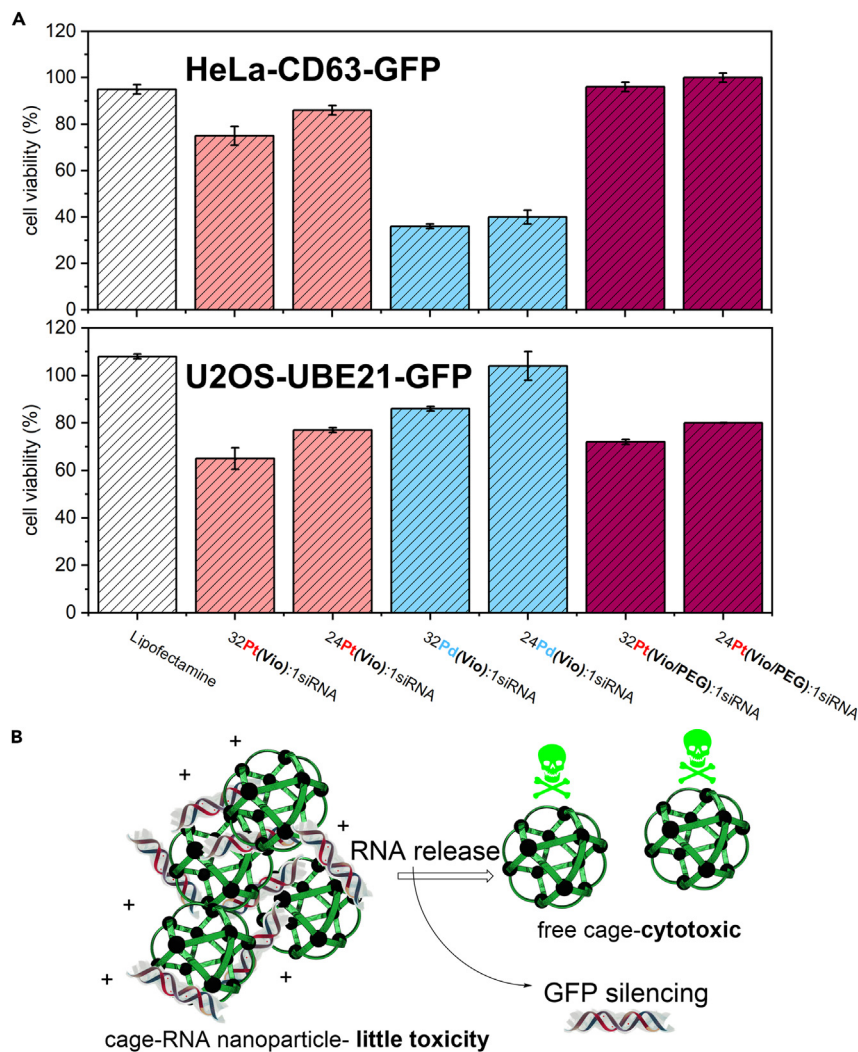 A
120
100
80
60
40
20
0
cell viability (%)
HeLa-CD63-GFP
120
100
80
60
40
20
0
cell viability (%)
U2OS-UBE21-GFP
Lipofectamine
32Pt(Vio):1siRNA
24Pt(Vio):1siRNA
32Pd(Vio):1siRNA
24Pd(Vio):1siRNA
32Pt(Vio/PEG):1siRNA
24Pt(Vio/PEG):1siRNA
B
+
+
+
+
+
+
+
RNA release
free cage-cytotoxic
GFP silencing
cage-RNA nanoparticle- little toxicity